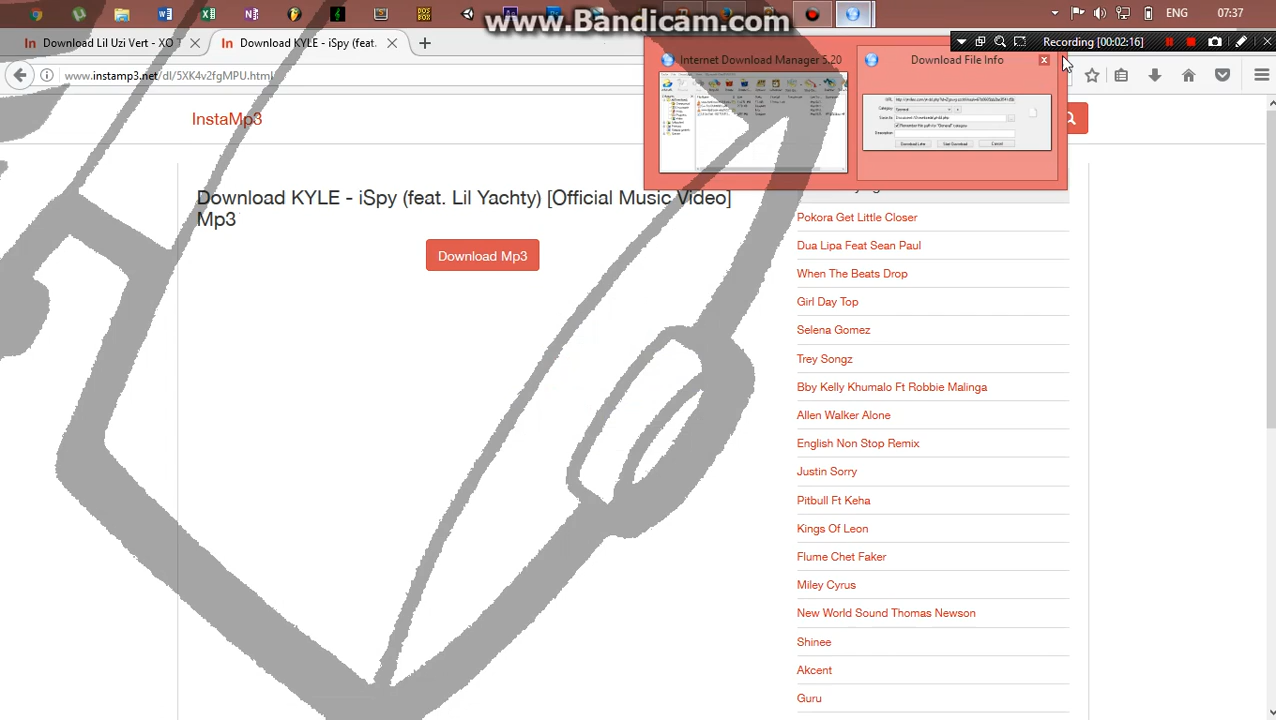 www.Bandicam.com
ENG
07:37
Download Lil Uzi Vert - XO T
Download KYLE - iSpy (feat.
Recording [00:02:16]
www.instamp3.net/dl/5XK4v2fgMPU.html
Internet Download Manager 5.20
Download File Info
InstaMp3
Download KYLE - iSpy (feat. Lil Yachty) [Official Music Video]
Mp3
Download Mp3
Pokora Get Little Closer
Dua Lipa Feat Sean Paul
When The Beats Drop
Girl Day Top
Selena Gomez
Trey Songz
Bby Kelly Khumalo Ft Robbie Malinga
Allen Walker Alone
English Non Stop Remix
Justin Sorry
Pitbull Ft Keha
Kings Of Leon
Flume Chet Faker
Miley Cyrus
New World Sound Thomas Newson
Shinee
Akcent
Guru